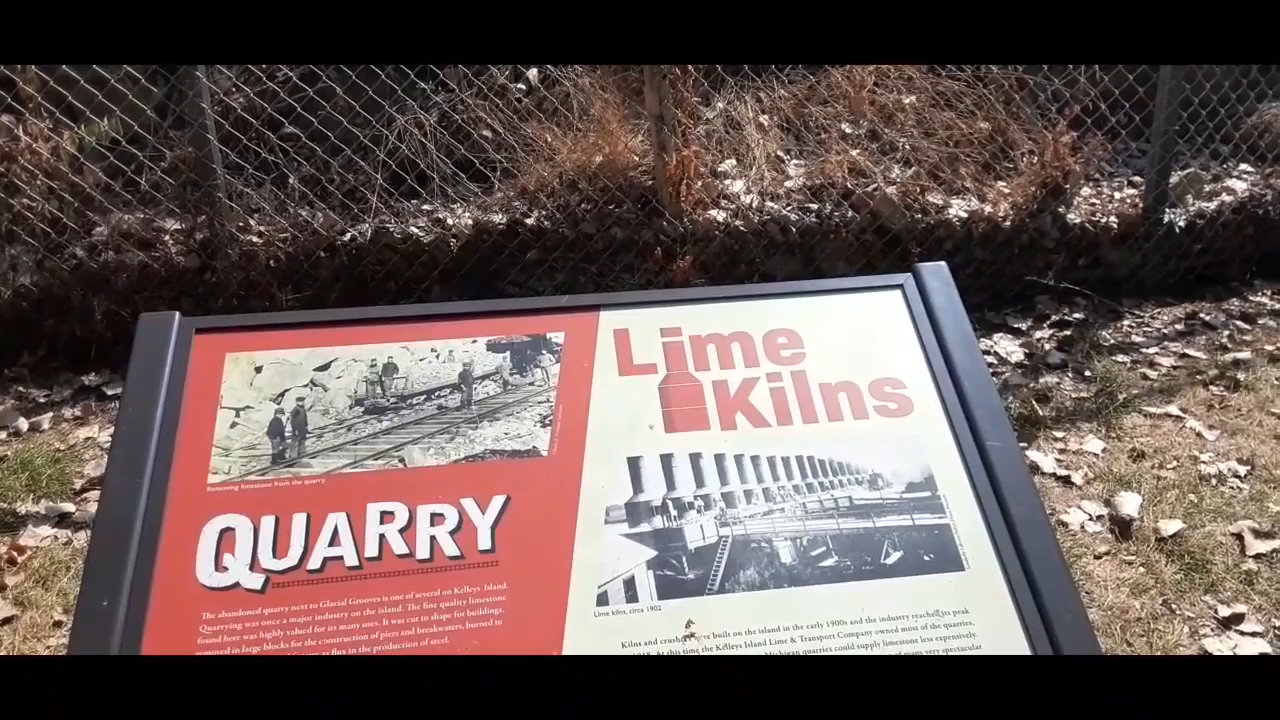 Removing limestone from the quarry
QUARRY
The abandoned quarry next to Glacial Grooves is one of several on Kelleys Island.
Quarrying was once a major industry on the island. The fine quality limestone
found here was highly valued for its many uses. It was cut to shape for buildings,
removed in large blocks for the construction of piers and breakwaters, burned to
as flux in the production of steel.
Lime
Kilns
Lime kilns, circa 1902
Kilns and crushers were built on the island in the early 1900s and the industry reached its peak
1918. At this time the Kelleys Island Lime & Transport Company owned most of the quarries,
Michigan quarries could supply limestone less expensively.
of many very spectacular